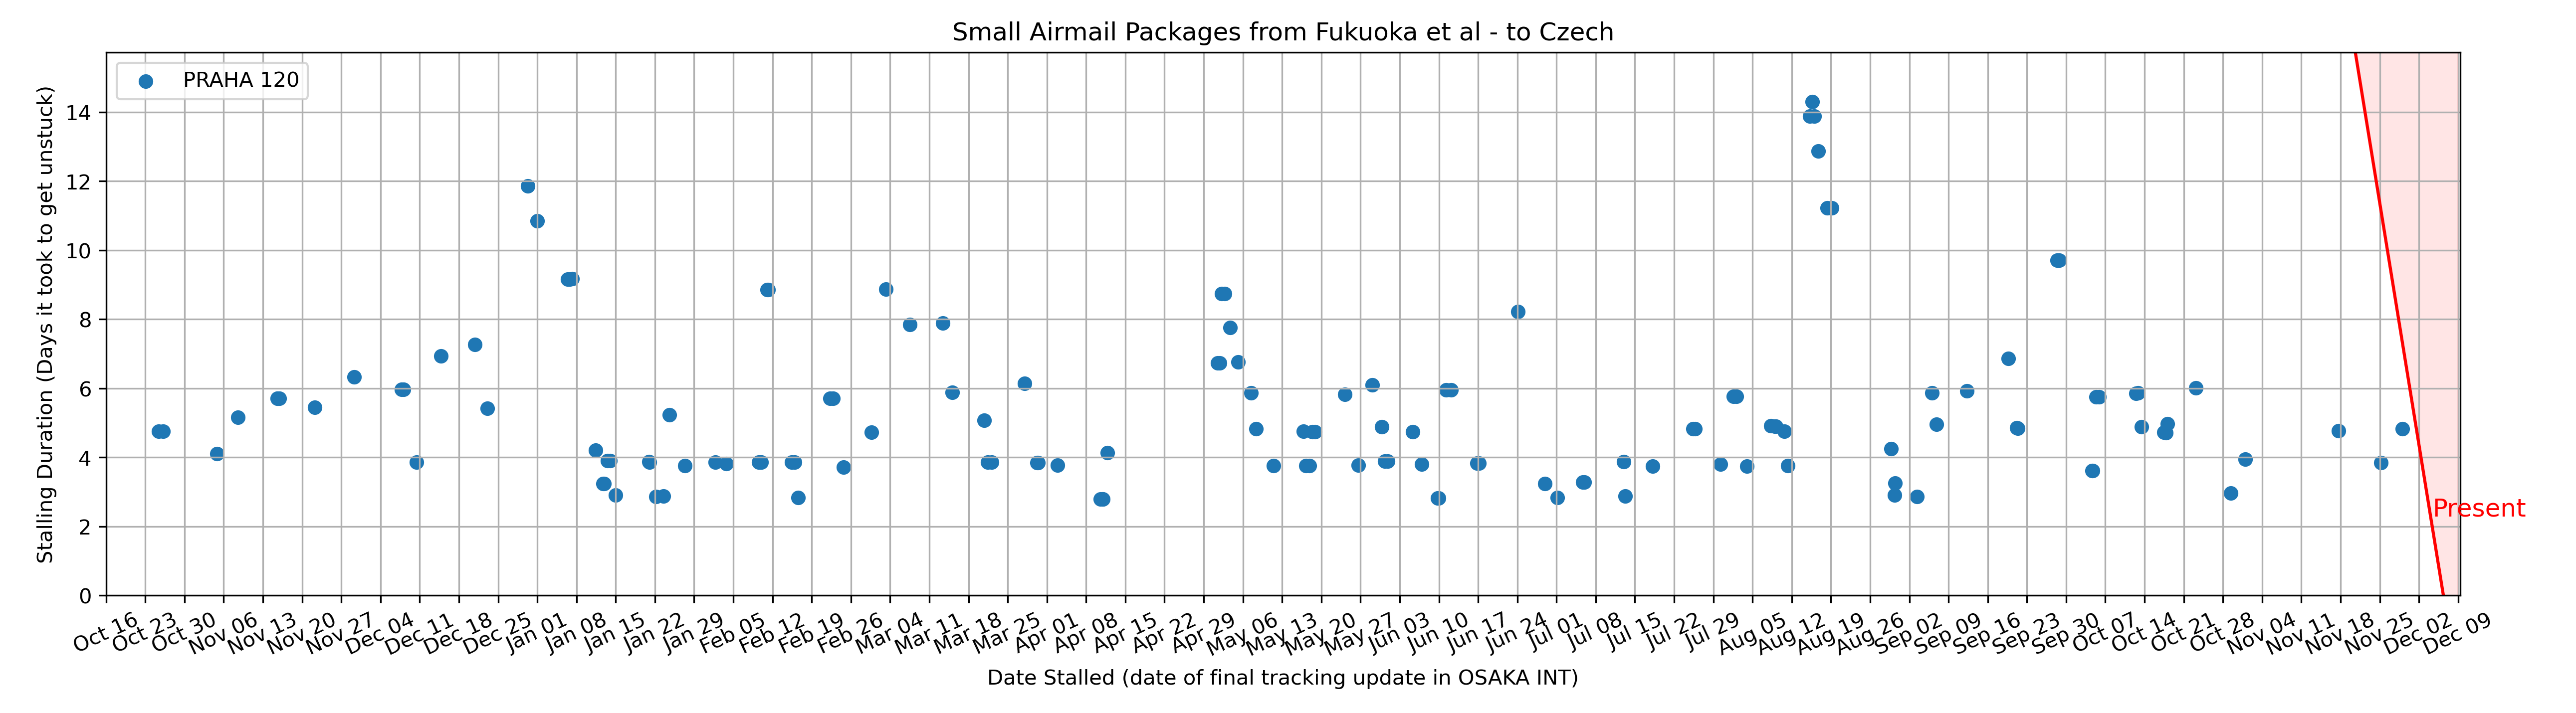 Small Airmail Packages from Fukuoka et al - to Czech
PRAHA 120
Stalling Duration (Days it took to get unstuck)
14
12
10
8
6
4
2
0
Present
Oct 16
Oct 23
Oct 30
Nov 06
Nov 13
Nov 20
Nov 27
Dec 04
Dec 11
Dec 18
Dec 25
Jan 01
Jan 08
Jan 15
Jan 22
Jan 29
Feb 05
Feb 12
Feb 19
Feb 26
Mar 04
Mar 11
Mar 18
Mar 25
Apr 01
Apr 08
Apr 15
Apr 22
Apr 29
May 06
May 13
May 20
May 27
Jun 03
Jun 10
Jun 17
Jun 24
Jul 01
Jul 08
Jul 15
Jul 22
Jul 29
Aug 05
Aug 12
Aug 19
Aug 26
Sep 02
Sep 09
Sep 16
Sep 23
Sep 30
Oct 07
Oct 14
Oct 21
Oct 28
Nov 04
Nov 11
Nov 18
Nov 25
Dec 02
Dec 09
Date Stalled (date of final tracking update in OSAKA INT)